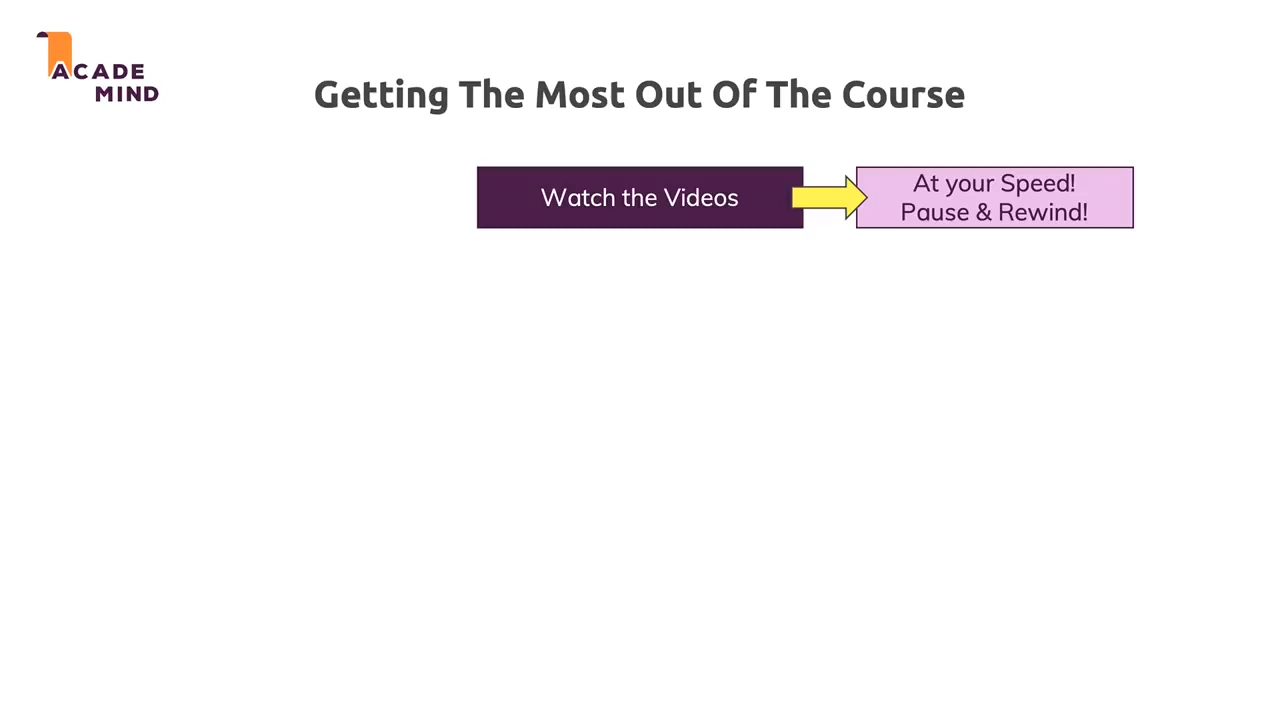 ACADE
MIND
Getting The Most Out Of The Course
Watch the Videos
At your Speed!
Pause & Rewind!